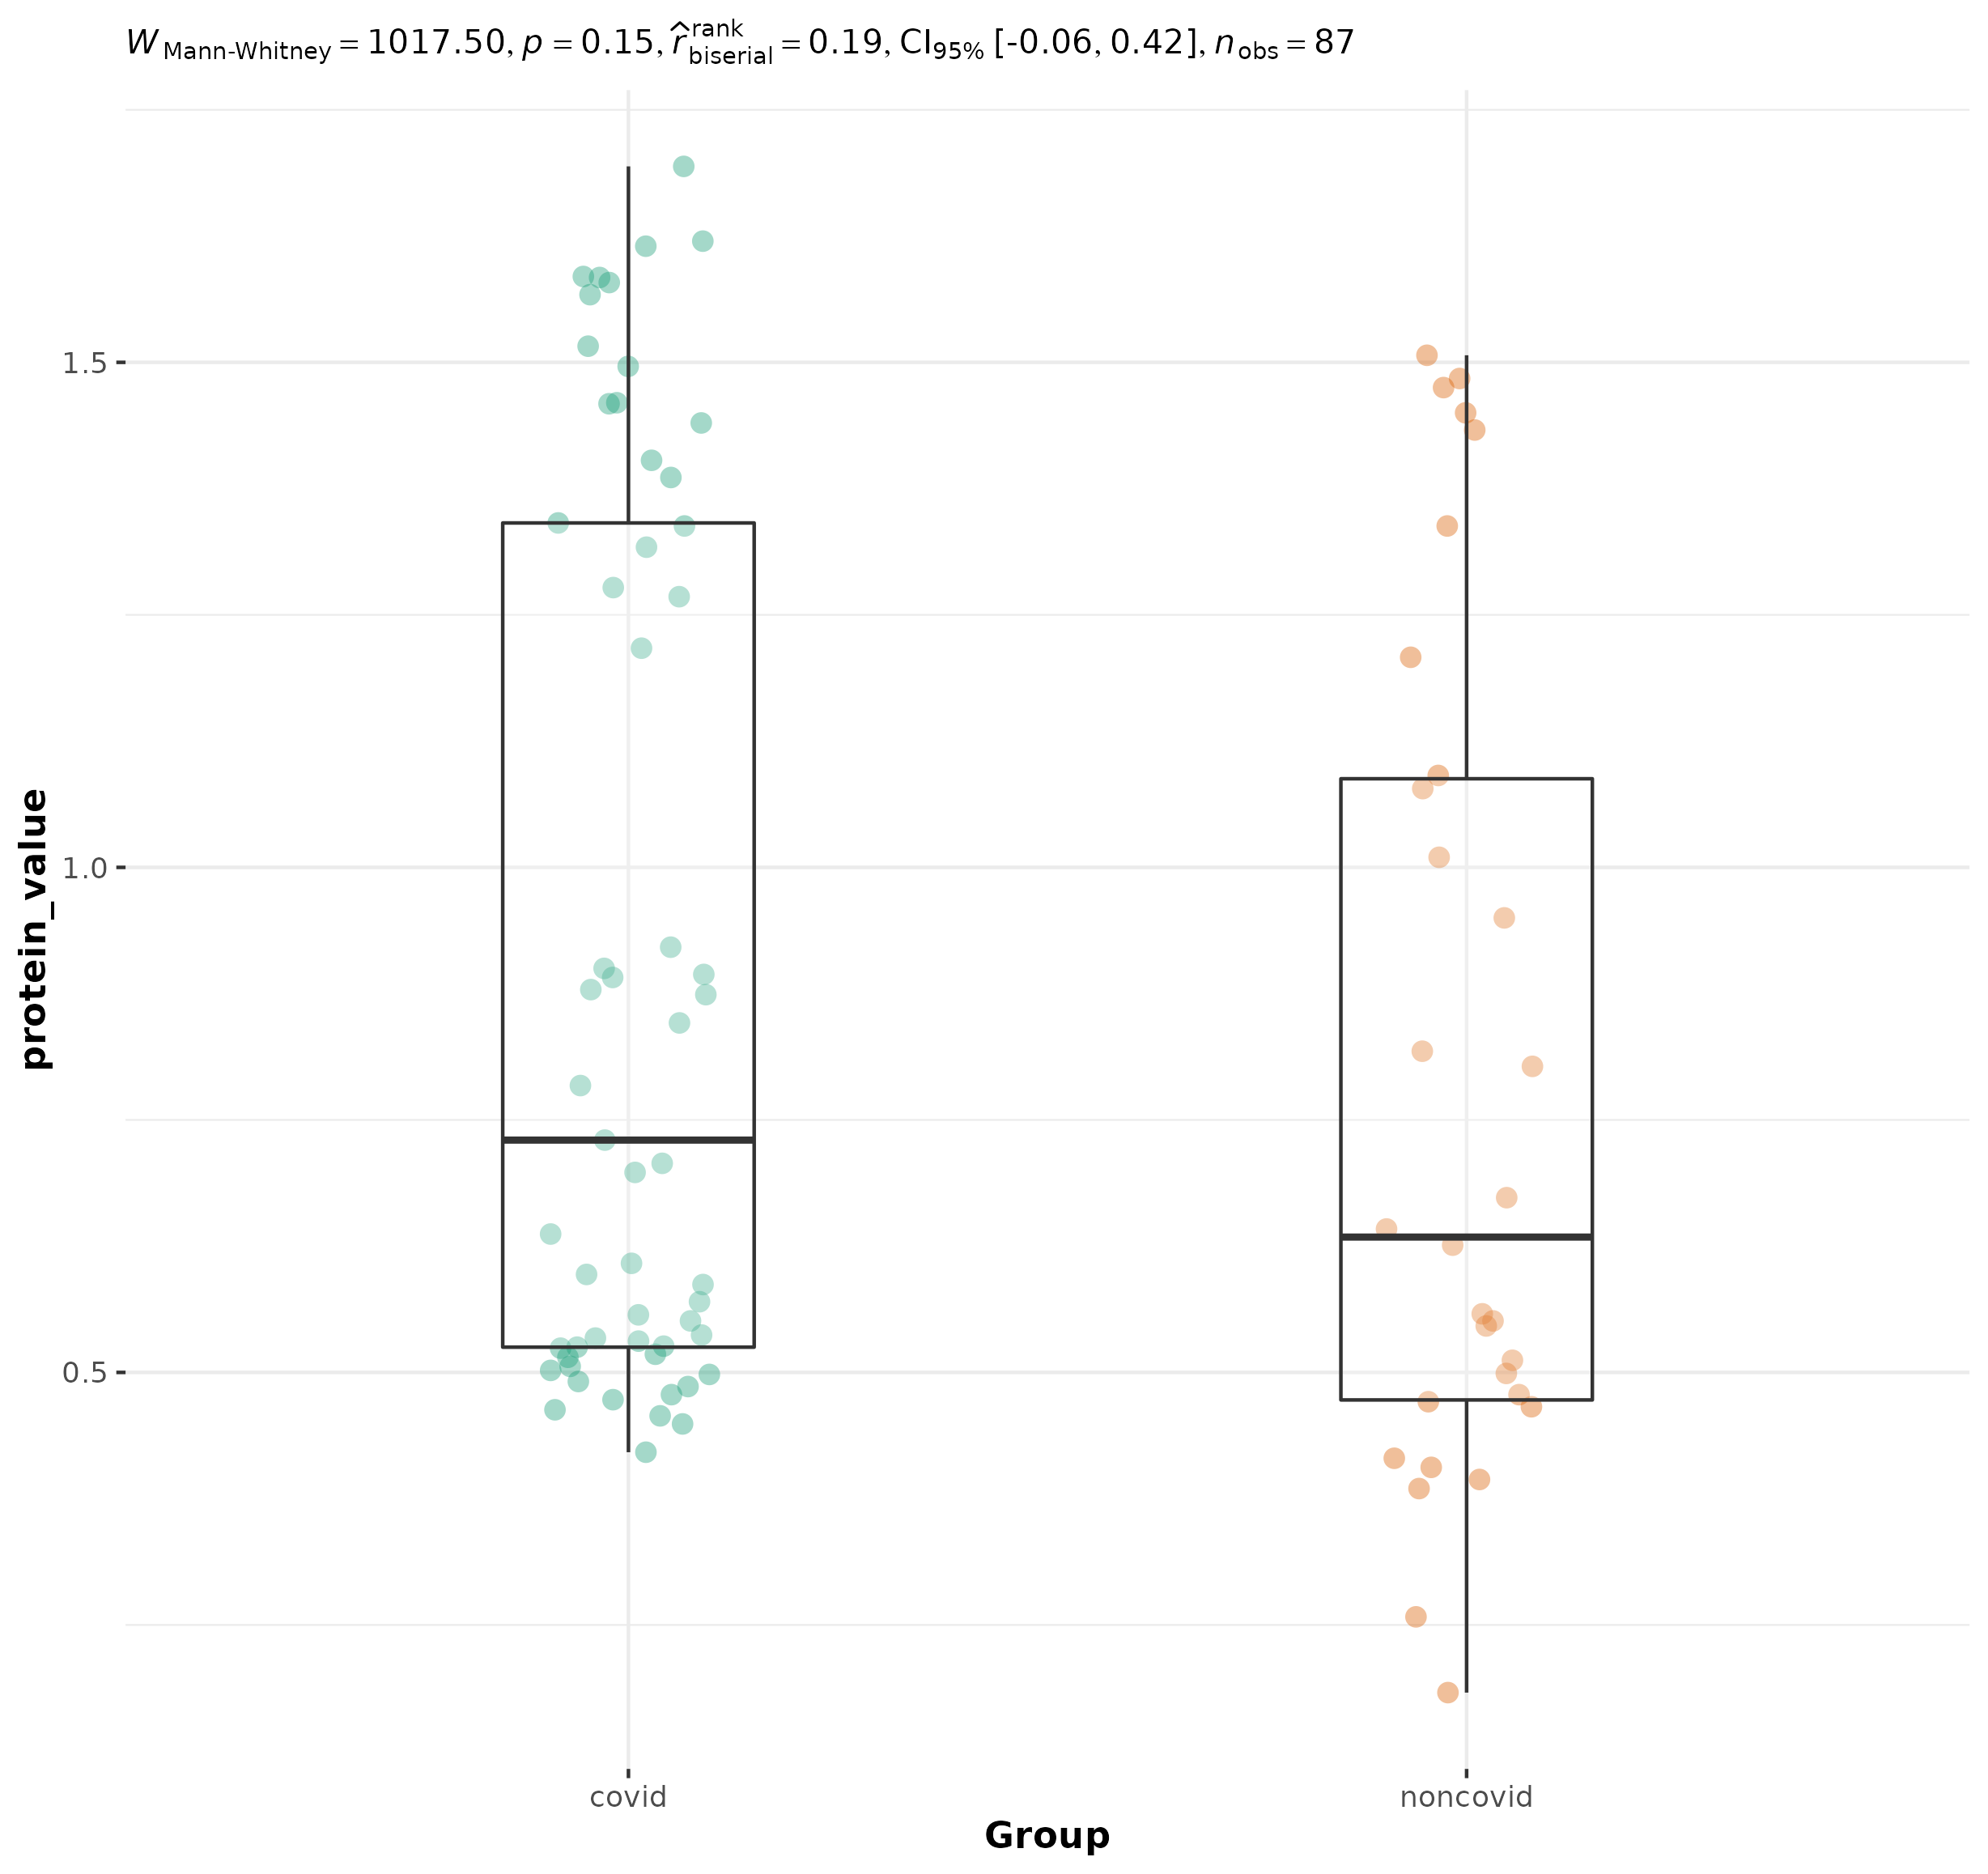 W Mann-Whitney = 1017.50, p = 0.15, r̂ rank biserial = 0.19, CI95% [-0.06, 0.42], n obs = 87
1.5
1.0
0.5
protein_value
covid noncovid
Group